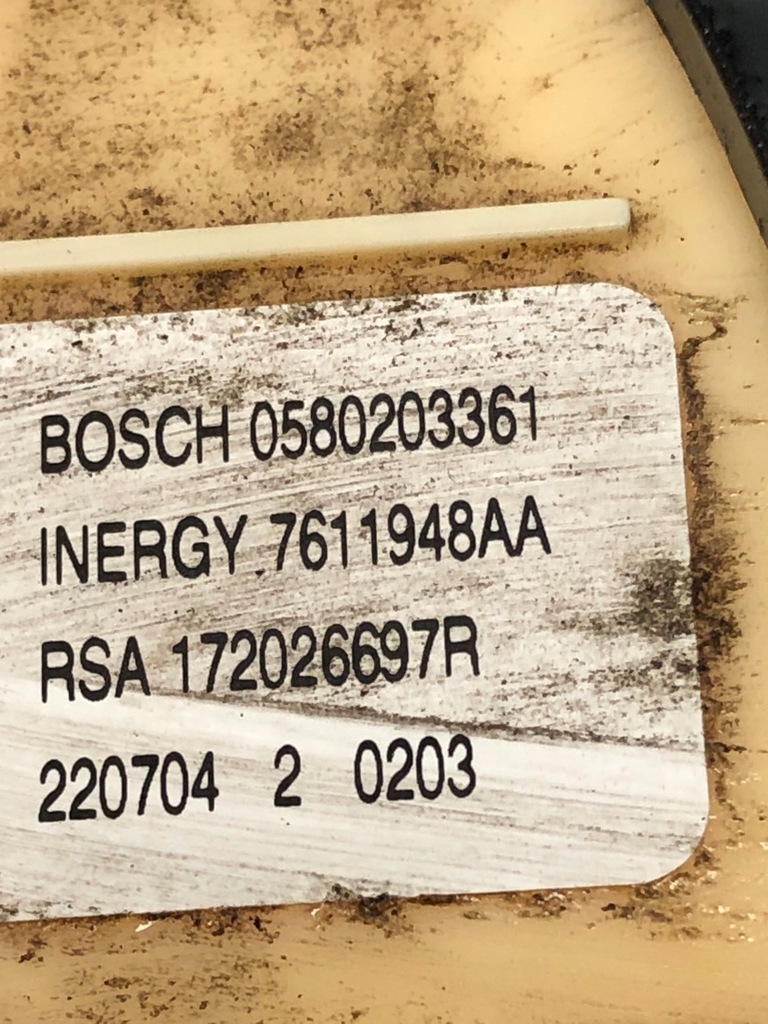 BOSCH 0580203361
INERGY 7611948AA
RSA 172026697R
220704 2 0203